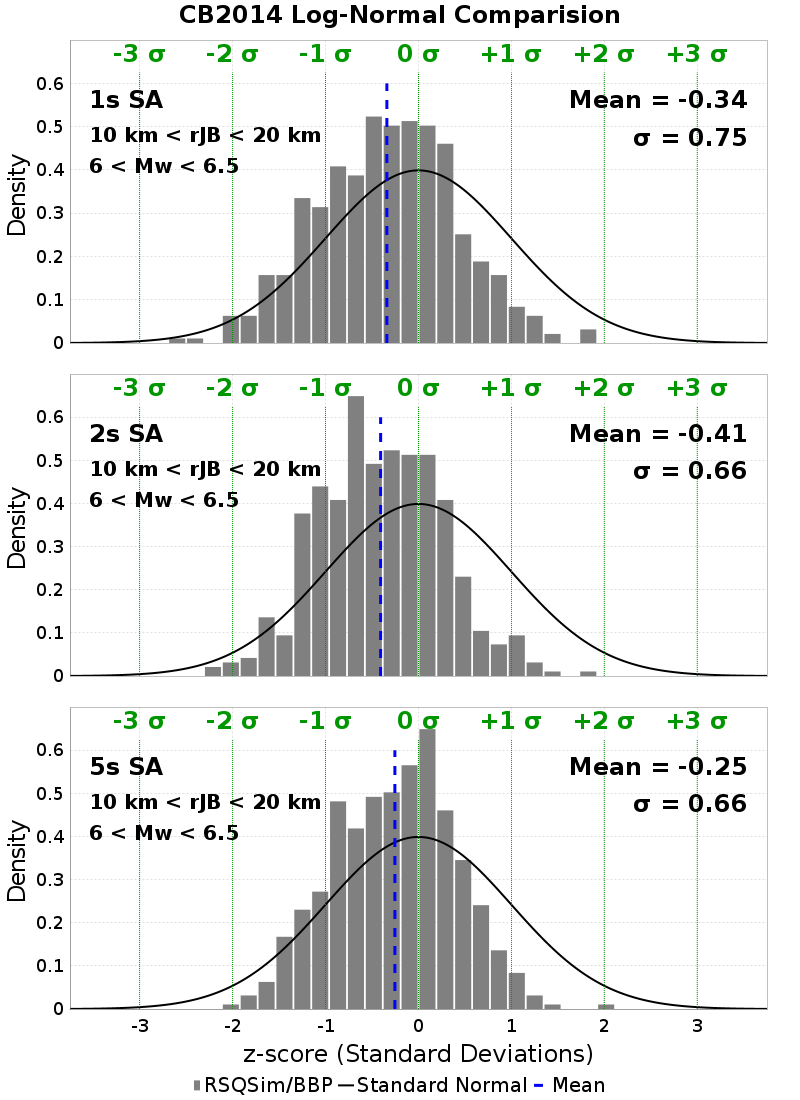 CB2014 Log-Normal Comparision
-3 σ -2 σ -1 σ 0 σ +1 σ +2 σ +3 σ
1s SA
10 km < rJB < 20 km
6 < Mw < 6.5
Mean = -0.34
σ = 0.75
0.6
0.5
0.4
0.3
0.2
0.1
0
Density
-3 σ -2 σ -1 σ 0 σ +1 σ +2 σ +3 σ
2s SA
10 km < rJB < 20 km
6 < Mw < 6.5
Mean = -0.41
σ = 0.66
0.6
0.5
0.4
0.3
0.2
0.1
0
Density
-3 σ -2 σ -1 σ 0 σ +1 σ +2 σ +3 σ
5s SA
10 km < rJB < 20 km
6 < Mw < 6.5
Mean = -0.25
σ = 0.66
0.6
0.5
0.4
0.3
0.2
0.1
0
Density
-3 -2 -1 0 1 2 3
z-score (Standard Deviations)
RSQSim/BBP Standard Normal Mean